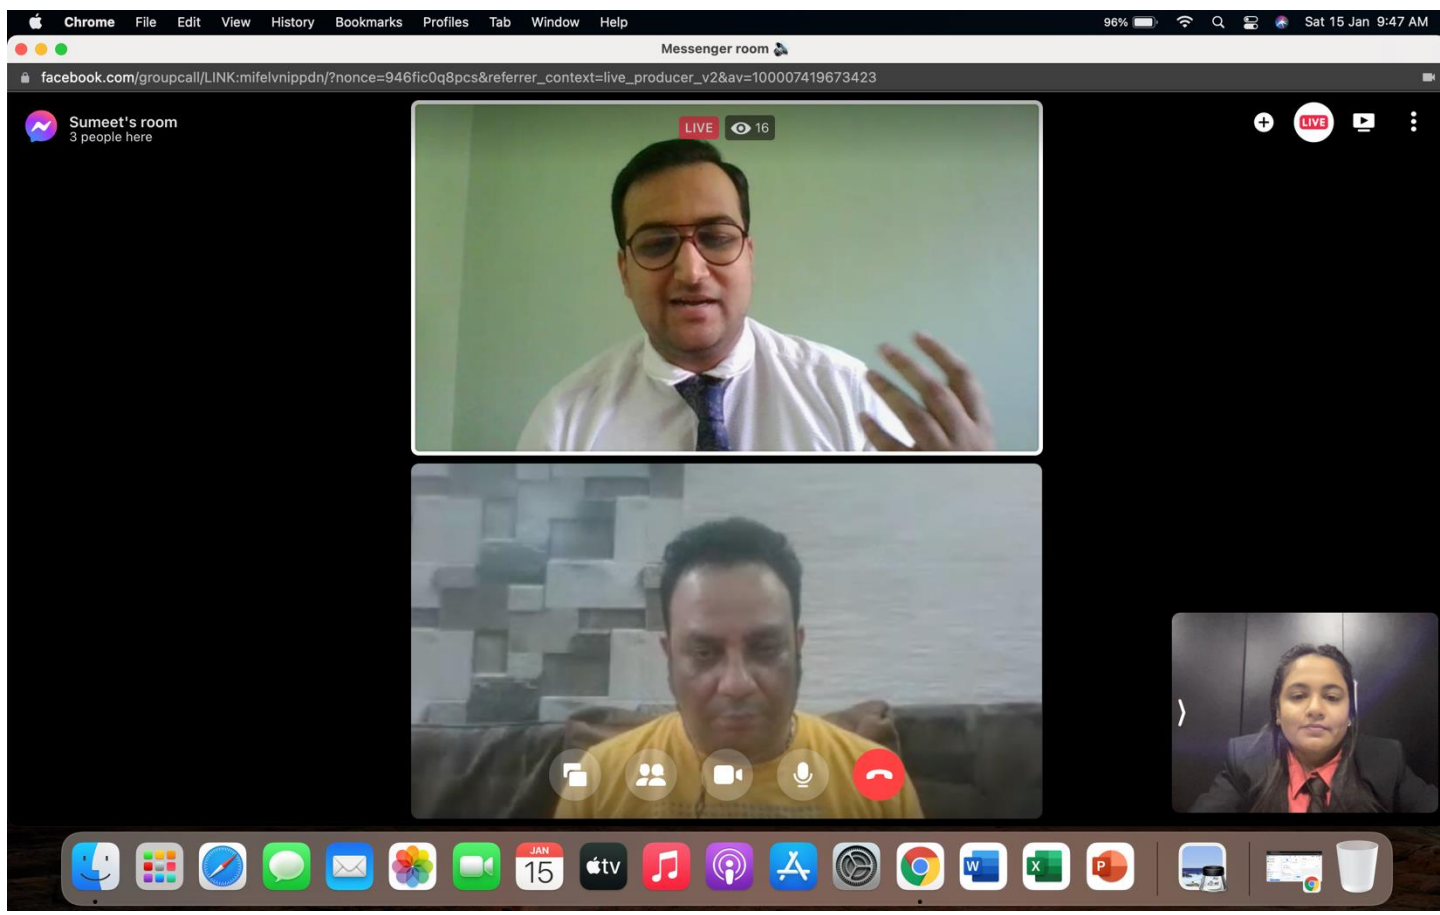 Chrome File Edit View History Bookmarks Profiles Tab Window Help 96% Sat 15 Jan 9:47 AM
Messenger room
facebook.com/groupcall/LINK:mifelvnippdn/?nonce=946fic0q8pcs&referrer_context=live_producer_v2&av=100007419673423
Sumeet's room
3 people here
LIVE 16
LIVE
JAN
15
tv
W
X
P